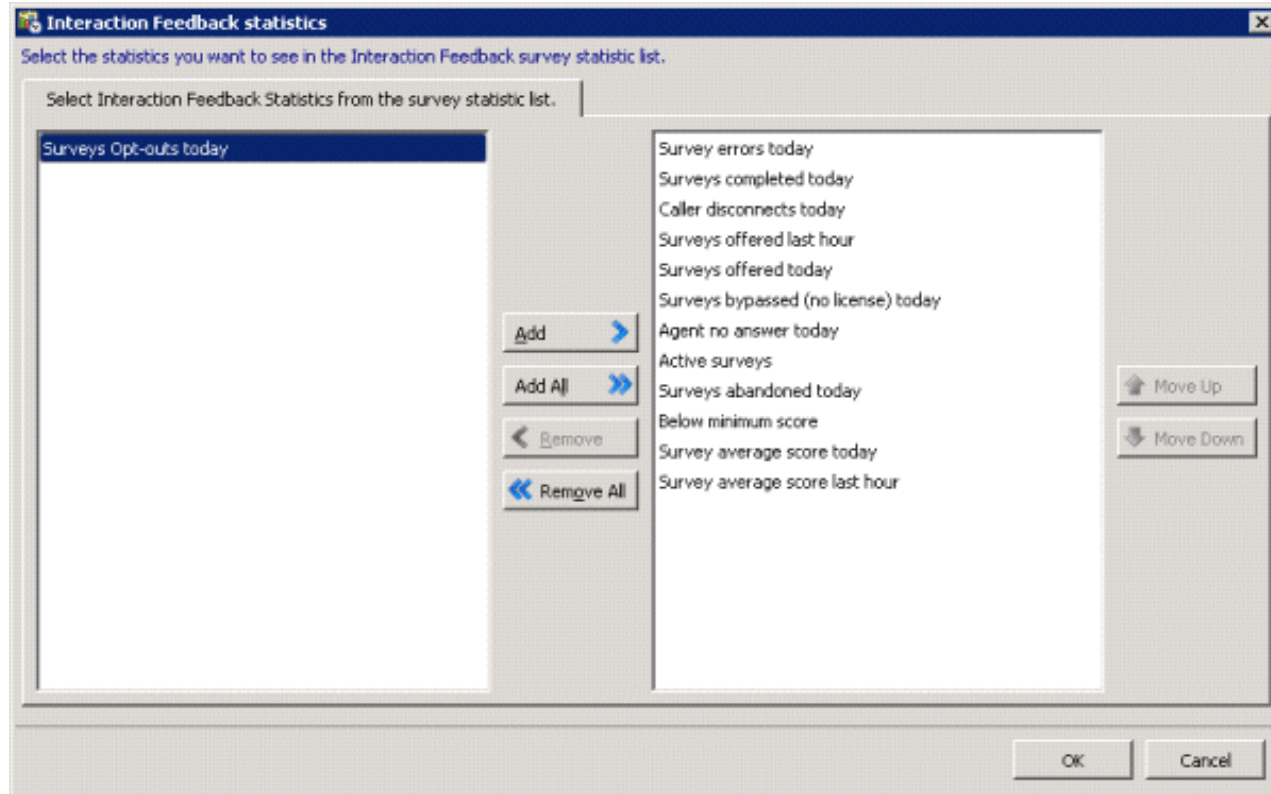 Interaction Feedback statistics
Select the statistics you want to see in the Interaction Feedback survey statistic list.
Select Interaction Feedback Statistics from the survey statistic list.
Surveys Opt-outs today
Add
Add All
Remove
Remove All
Survey errors today
Surveys completed today
Caller disconnects today
Surveys offered last hour
Surveys offered today
Surveys bypassed (no license) today
Agent no answer today
Active surveys
Surveys abandoned today
Below minimum score
Survey average score today
Survey average score last hour
Move Up
Move Down
OK
Cancel